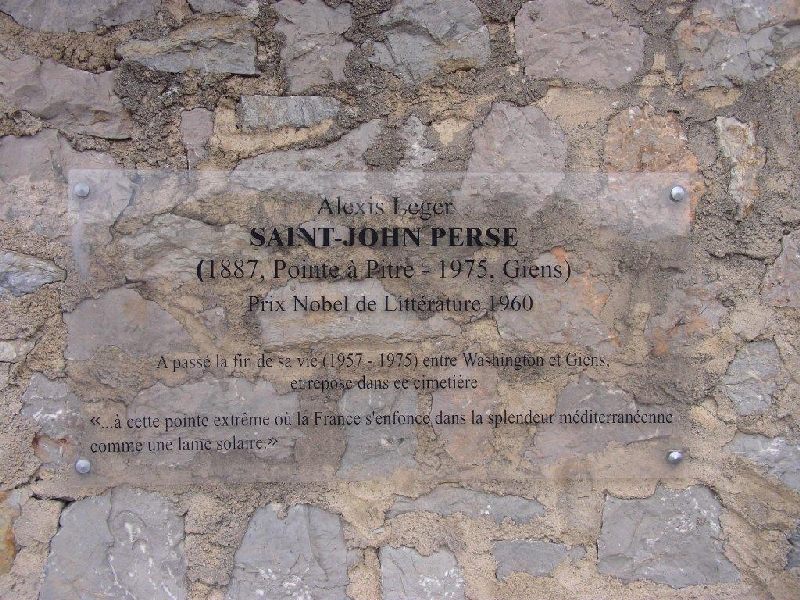 Alexis Leger
SAINT-JOHN PERSE
(1887, Pointe à Pitre - 1975, Giens)
Prix Nobel de Littérature 1960
A passé la fin de sa vie (1957 - 1975) entre Washington et Giens,
et repose dans ce cimetière
«...à cette pointe extrême où la France s'enfonce dans la splendeur méditerranéenne
comme une lame solaire.»